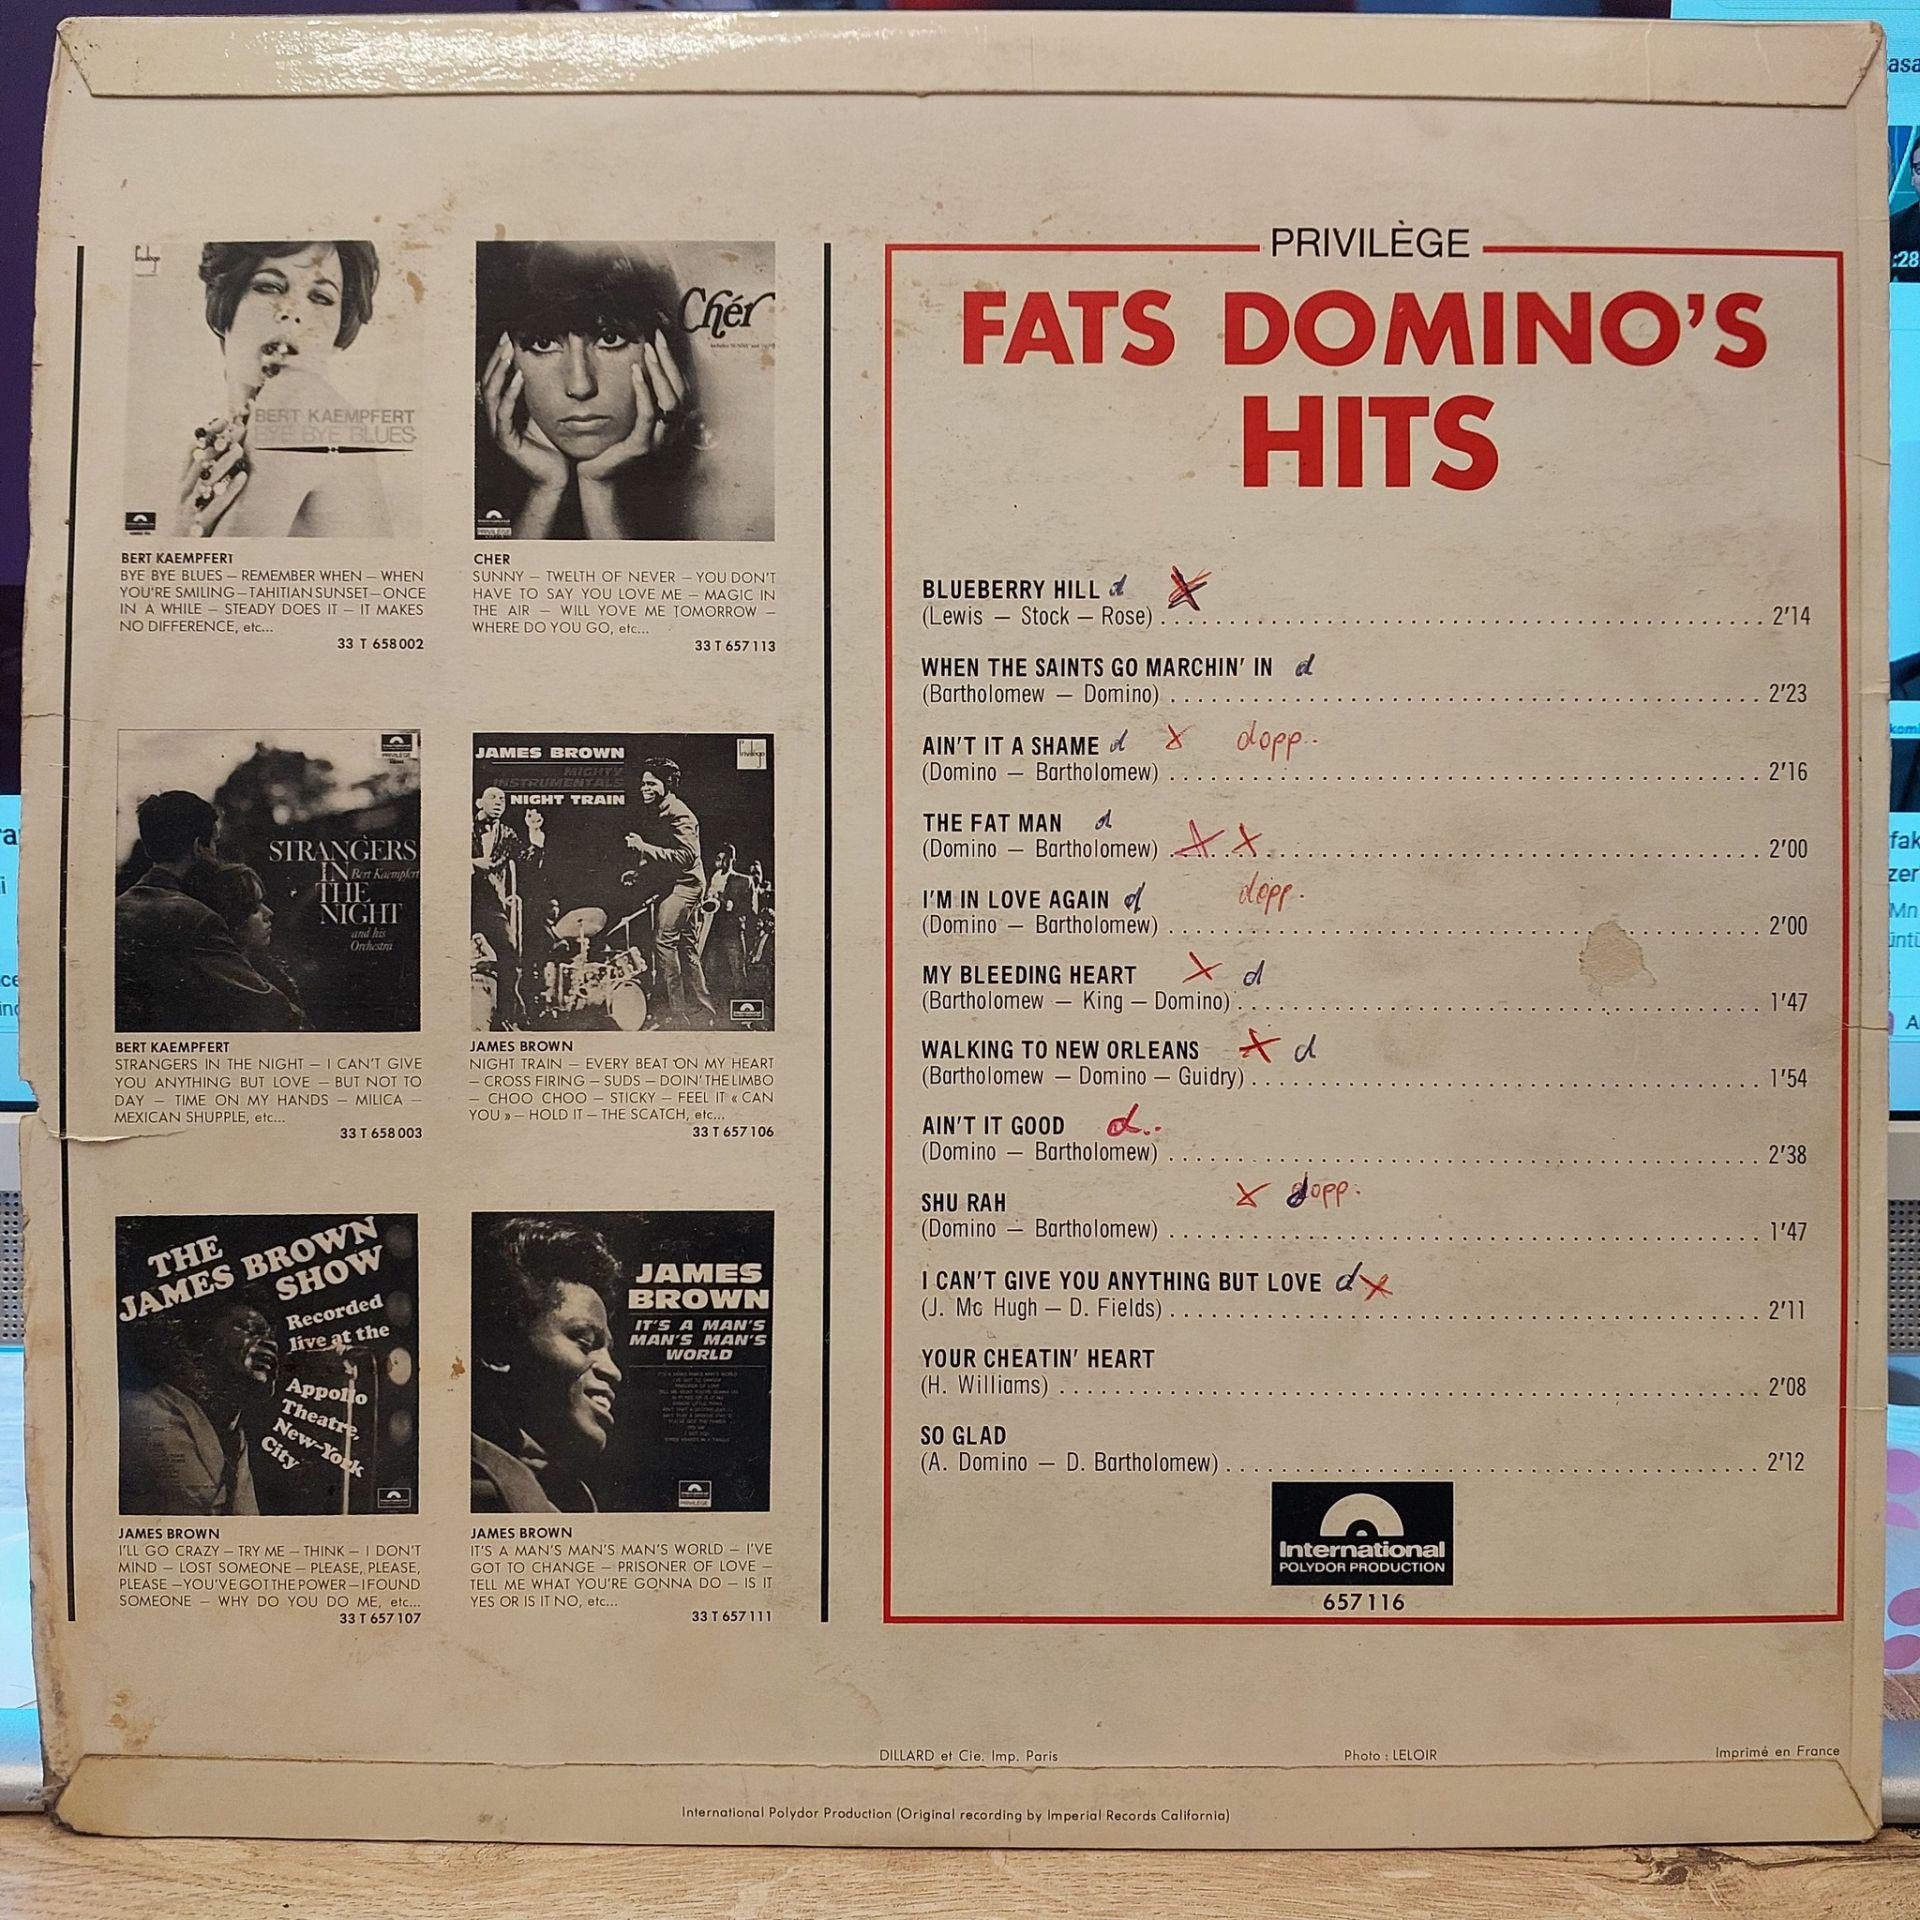 Privilège
BERT KAEMPFERT
BYE BYE BLUES
BERT KAEMPFERT
BYE BYE BLUES – REMEMBER WHEN – WHEN
YOU'RE SMILING – TAHITIAN SUNSET – ONCE
IN A WHILE – STEADY DOES IT – IT MAKES
NO DIFFERENCE, etc...
33 T 658 002
Chér
CHER
SUNNY – TWELTH OF NEVER – YOU DON'T
HAVE TO SAY YOU LOVE ME – MAGIC IN
THE AIR – WILL YOVE ME TOMORROW –
WHERE DO YOU GO, etc...
33 T 657 113
STRANGERS
IN Bert Kaempfert
THE
NIGHT
and his
Orchestra
BERT KAEMPFERT
STRANGERS IN THE NIGHT – I CAN'T GIVE
YOU ANYTHING BUT LOVE – BUT NOT TO
DAY – TIME ON MY HANDS – MILICA –
MEXICAN SHUPPLE, etc...
33 T 658 003
JAMES BROWN
MIGHTY
INSTRUMENTALS
NIGHT TRAIN
Privilège
JAMES BROWN
NIGHT TRAIN – EVERY BEAT ON MY HEART
– CROSS FIRING – SUDS – DOIN' THE LIMBO
– CHOO CHOO – STICKY – FEEL IT « CAN
YOU » – HOLD IT – THE SCATCH, etc...
33 T 657 106
THE
JAMES BROWN
SHOW
Recorded
live at the
Appollo
Theatre,
New-York
City
JAMES BROWN
I'LL GO CRAZY – TRY ME – THINK – I DON'T
MIND – LOST SOMEONE – PLEASE, PLEASE,
PLEASE – YOU'VE GOT THE POWER – I FOUND
SOMEONE – WHY DO YOU DO ME, etc...
33 T 657 107
JAMES
BROWN
IT'S A MAN'S
MAN'S MAN'S
WORLD
JAMES BROWN
IT'S A MAN'S MAN'S MAN'S WORLD – I'VE
GOT TO CHANGE – PRISONER OF LOVE –
TELL ME WHAT YOU'RE GONNA DO – IS IT
YES OR IS IT NO, etc...
33 T 657 111
PRIVILÈGE
FATS DOMINO'S
HITS
BLUEBERRY HILL d x
(Lewis – Stock – Rose) 2'14
WHEN THE SAINTS GO MARCHIN' IN d
(Bartholomew – Domino) 2'23
AIN'T IT A SHAME d x dopp..
(Domino – Bartholomew) 2'16
THE FAT MAN d
(Domino – Bartholomew) x x 2'00
I'M IN LOVE AGAIN d dopp.
(Domino – Bartholomew) 2'00
MY BLEEDING HEART x d
(Bartholomew – King – Domino) 1'47
WALKING TO NEW ORLEANS x d
(Bartholomew – Domino – Guidry) 1'54
AIN'T IT GOOD d..
(Domino – Bartholomew) 2'38
SHU RAH x dopp.
(Domino – Bartholomew) 1'47
I CAN'T GIVE YOU ANYTHING BUT LOVE d x
(J. Mc Hugh – D. Fields) 2'11
YOUR CHEATIN' HEART
(H. Williams) 2'08
SO GLAD
(A. Domino – D. Bartholomew) 2'12
International
POLYDOR PRODUCTION
657 116
DILLARD et Cie. Imp. Paris Photo : LELOIR Imprimé en France
International Polydor Production (Original recording by Imperial Records California)